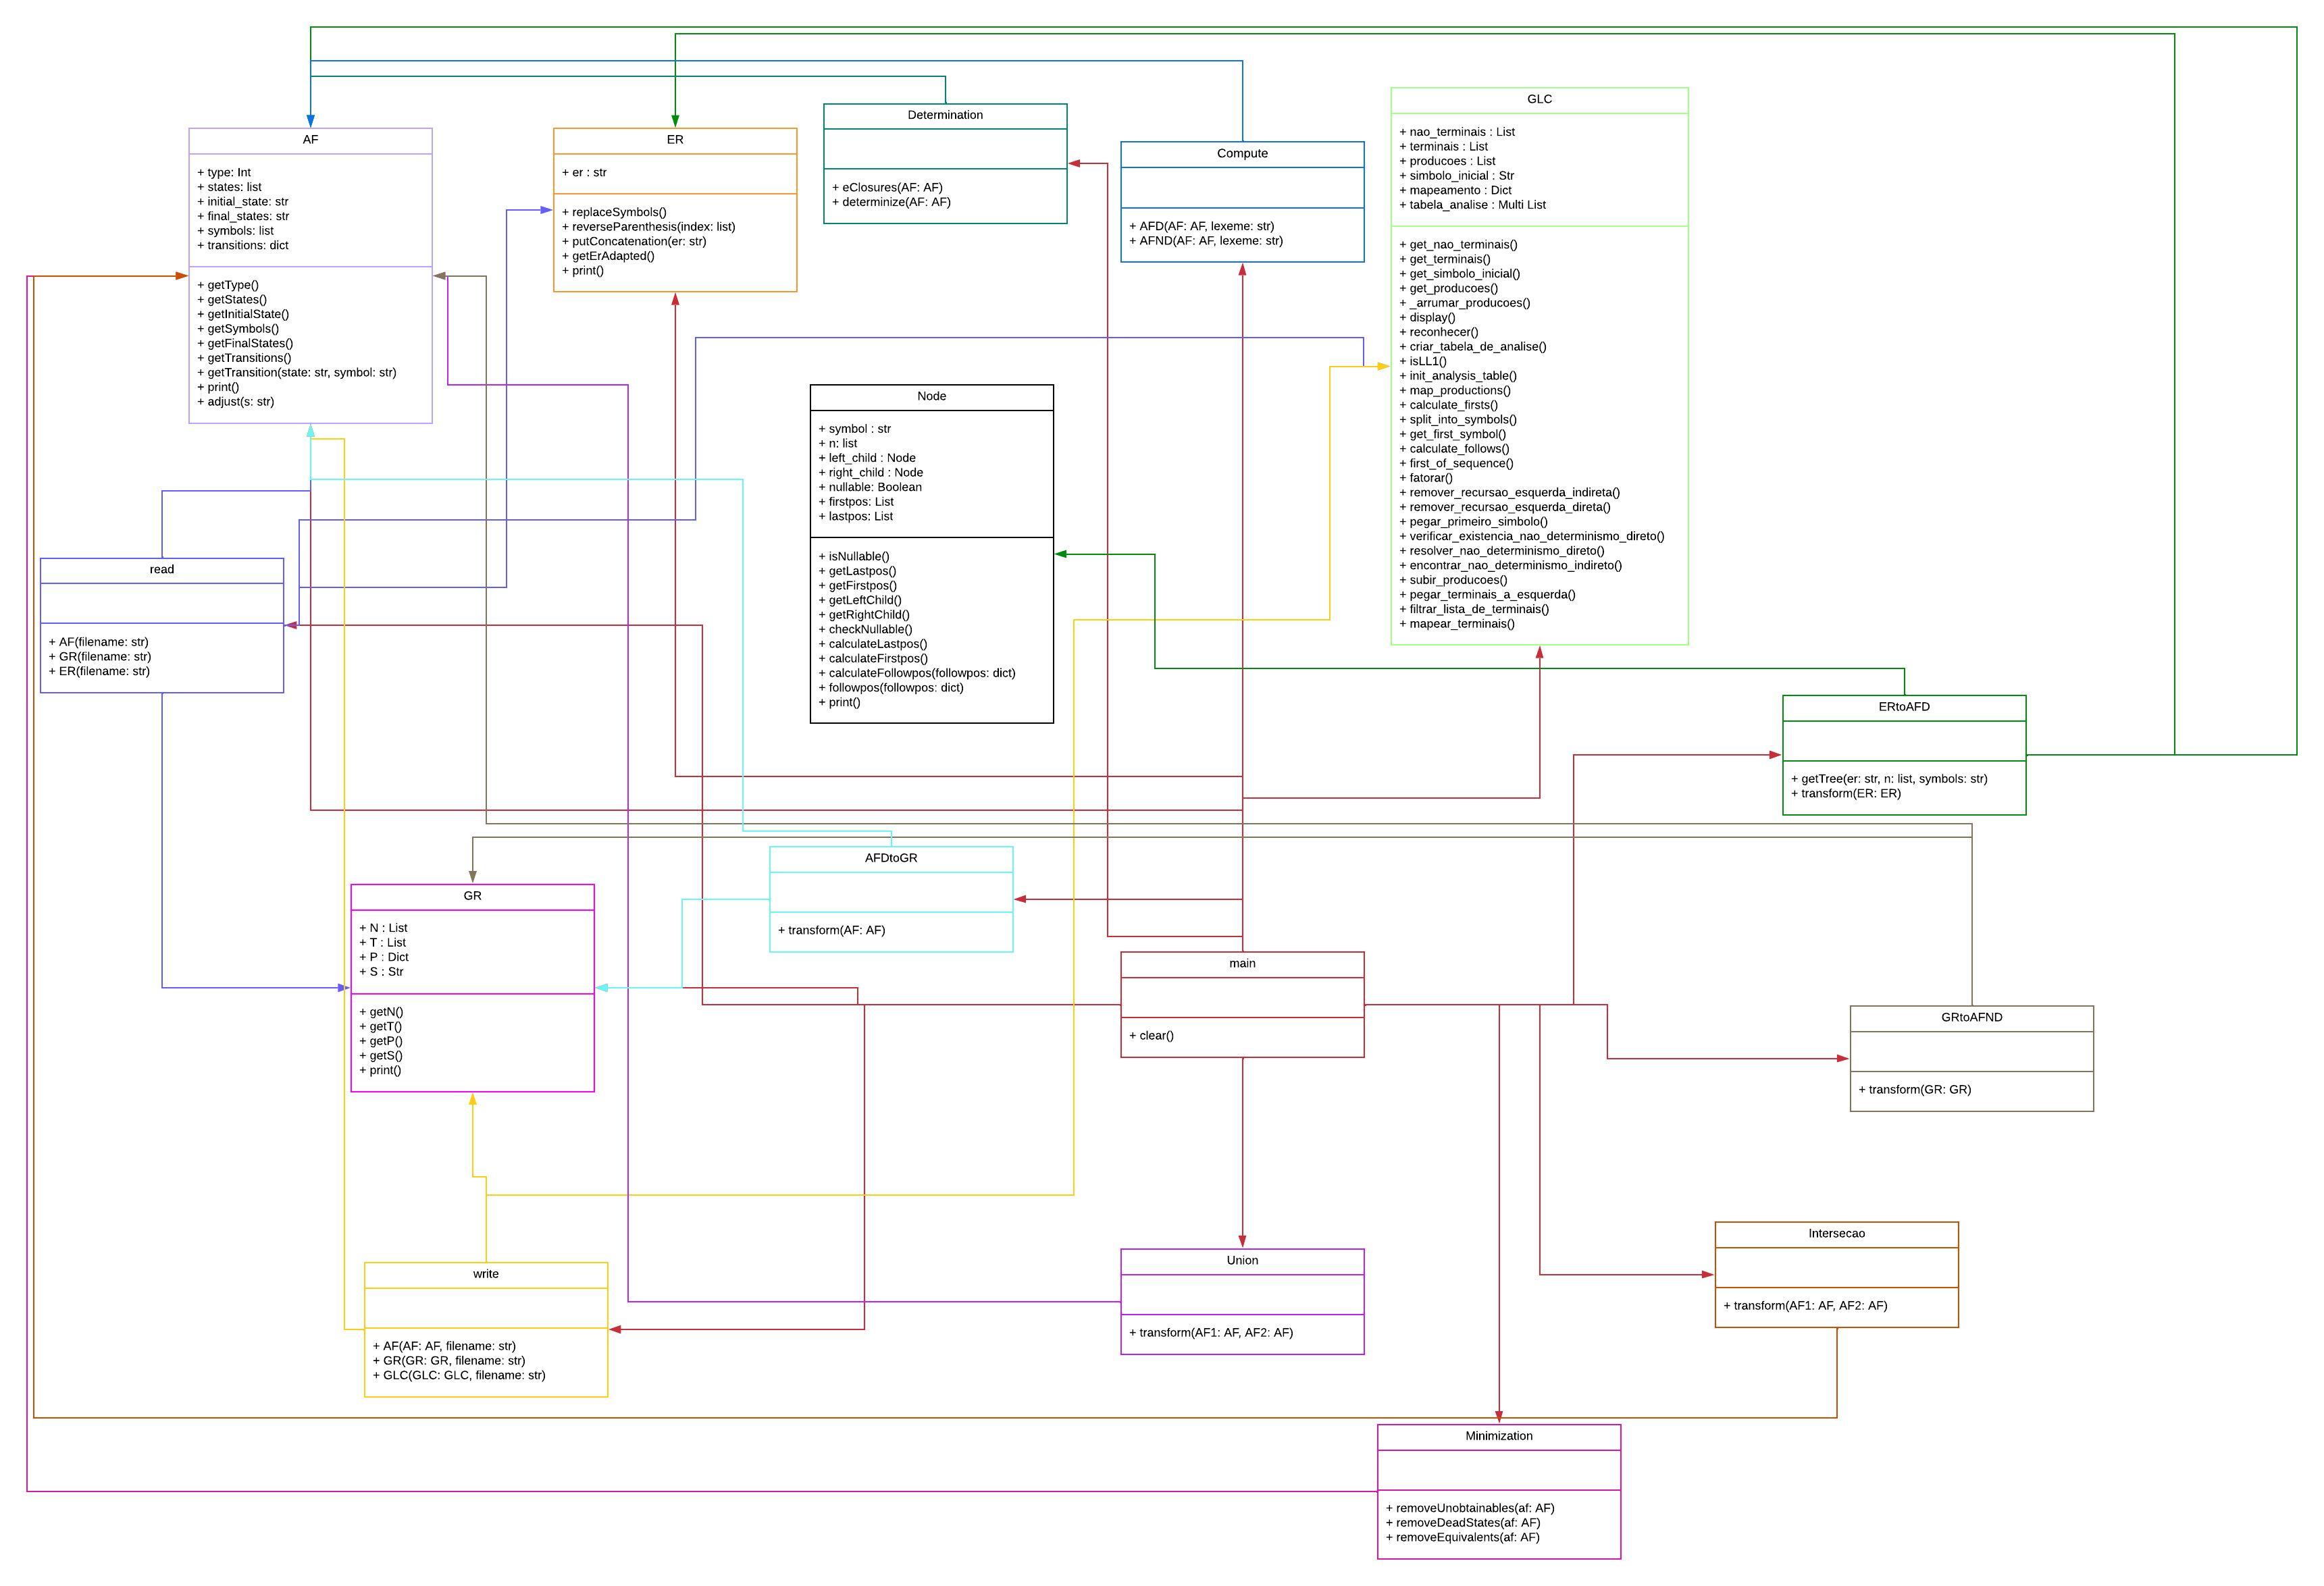 AF
+ type: Int
+ states: list
+ initial_state: str
+ final_states: str
+ symbols: list
+ transitions: dict
+ getType()
+ getStates()
+ getInitialState()
+ getSymbols()
+ getFinalStates()
+ getTransitions()
+ getTransition(state: str, symbol: str)
+ print()
+ adjust(s: str)
ER
+ er : str
+ replaceSymbols()
+ reverseParenthesis(index: list)
+ putConcatenation(er: str)
+ getErAdapted()
+ print()
Determination
+ eClosures(AF: AF)
+ determinize(AF: AF)
Compute
+ AFD(AF: AF, lexeme: str)
+ AFND(AF: AF, lexeme: str)
GLC
+ nao_terminais : List
+ terminais : List
+ producoes : List
+ simbolo_inicial : Str
+ mapeamento : Dict
+ tabela_analise : Multi List
+ get_nao_terminais()
+ get_terminais()
+ get_simbolo_inicial()
+ get_producoes()
+ _arrumar_producoes()
+ display()
+ reconhecer()
+ criar_tabela_de_analise()
+ isLL1()
+ init_analysis_table()
+ map_productions()
+ calculate_firsts()
+ split_into_symbols()
+ get_first_symbol()
+ calculate_follows()
+ first_of_sequence()
+ fatorar()
+ remover_recursao_esquerda_indireta()
+ remover_recursao_esquerda_direta()
+ pegar_primeiro_simbolo()
+ verificar_existencia_nao_determinismo_direto()
+ resolver_nao_determinismo_direto()
+ encontrar_nao_determinismo_indireto()
+ subir_producoes()
+ pegar_terminais_a_esquerda()
+ filtrar_lista_de_terminais()
+ mapear_terminais()
Node
+ symbol : str
+ n: list
+ left_child : Node
+ right_child : Node
+ nullable: Boolean
+ firstpos: List
+ lastpos: List
+ isNullable()
+ getLastpos()
+ getFirstpos()
+ getLeftChild()
+ getRightChild()
+ checkNullable()
+ calculateLastpos()
+ calculateFirstpos()
+ calculateFollowpos(followpos: dict)
+ followpos(followpos: dict)
+ print()
read
+ AF(filename: str)
+ GR(filename: str)
+ ER(filename: str)
ERtoAFD
+ getTree(er: str, n: list, symbols: str)
+ transform(ER: ER)
AFDtoGR
+ transform(AF: AF)
GR
+ N : List
+ T : List
+ P : Dict
+ S : Str
+ getN()
+ getT()
+ getP()
+ getS()
+ print()
main
+ clear()
GRtoAFND
+ transform(GR: GR)
write
+ AF(AF: AF, filename: str)
+ GR(GR: GR, filename: str)
+ GLC(GLC: GLC, filename: str)
Union
+ transform(AF1: AF, AF2: AF)
Intersecao
+ transform(AF1: AF, AF2: AF)
Minimization
+ removeUnobtainables(af: AF)
+ removeDeadStates(af: AF)
+ removeEquivalents(af: AF)